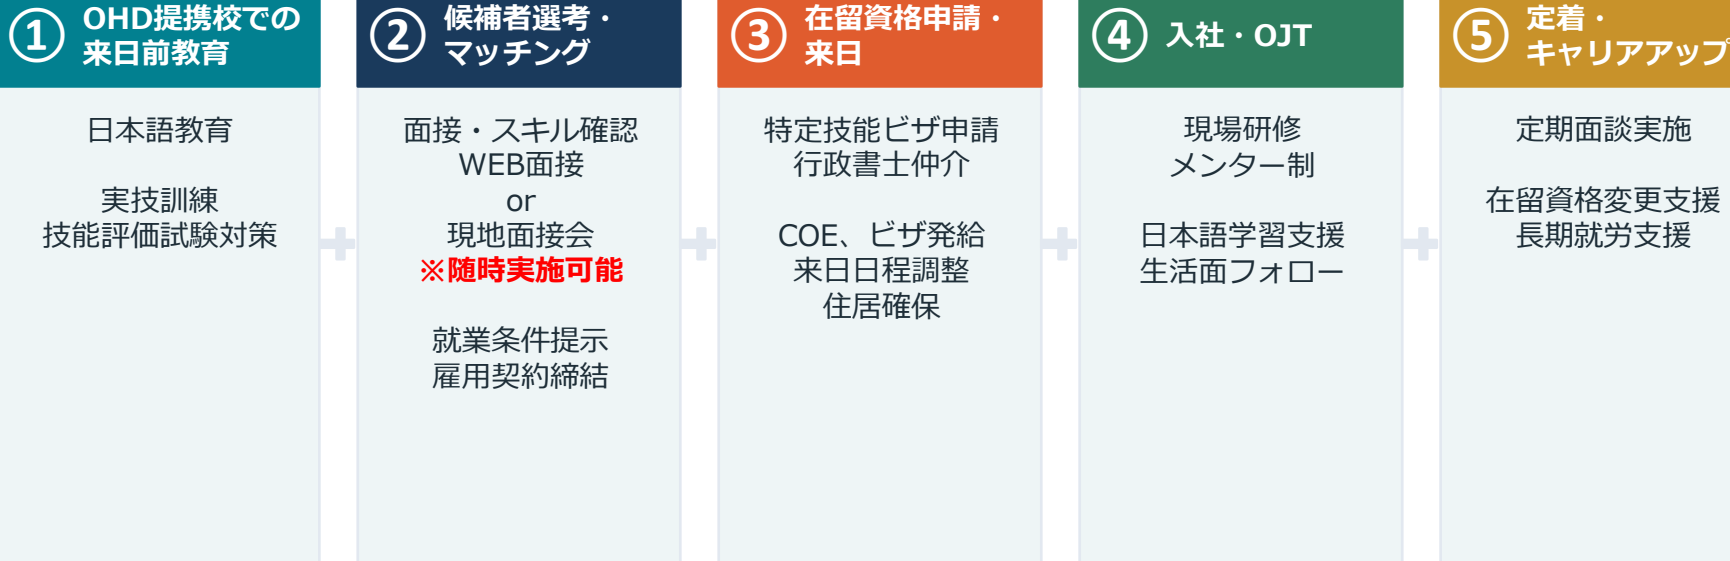 ① OHD提携校での
来日前教育
日本語教育
実技訓練
技能評価試験対策
② 候補者選考・
マッチング
面接・スキル確認
WEB面接
or
現地面接会
※随時実施可能
就業条件提示
雇用契約締結
③ 在留資格申請・
来日
特定技能ビザ申請
行政書士仲介
COE、ビザ発給
来日日程調整
住居確保
④ 入社・OJT
現場研修
メンター制
日本語学習支援
生活面フォロー
⑤ 定着・
キャリアアップ
定期面談実施
在留資格変更支援
長期就労支援